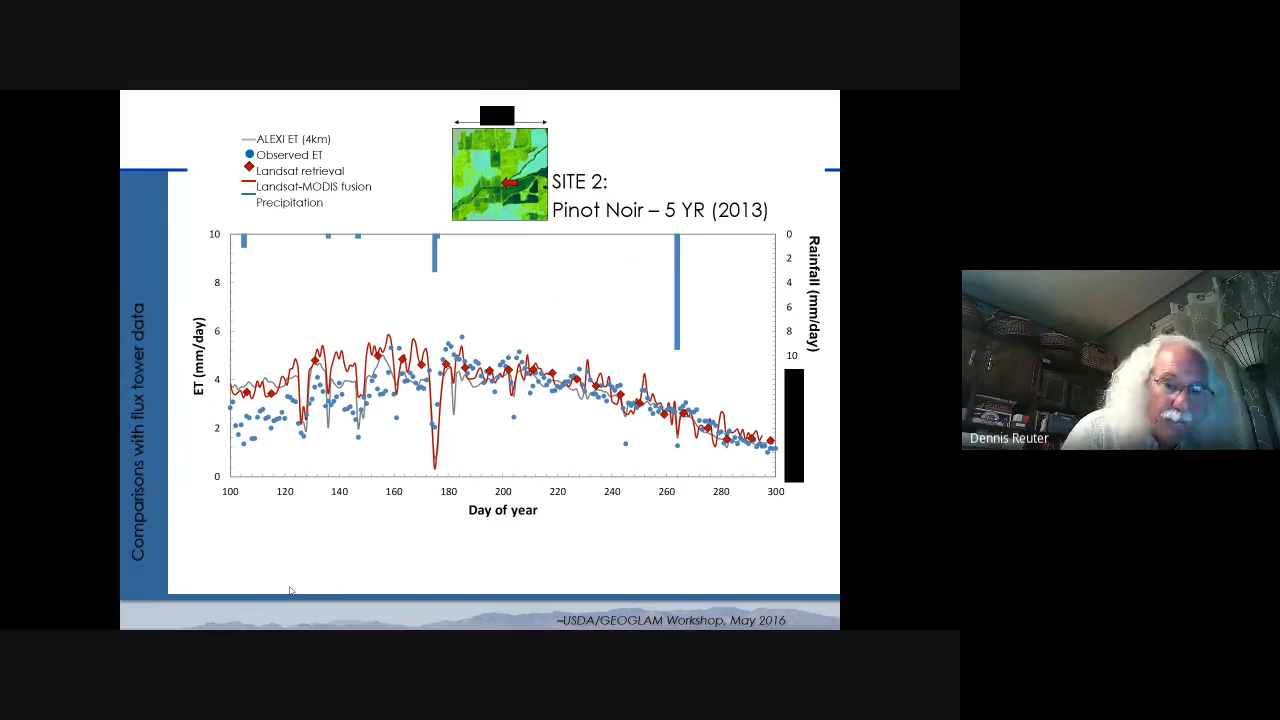 ALEXI ET (4km)
Observed ET
Landsat retrieval
Landsat-MODIS fusion
Precipitation
SITE 2:
Pinot Noir – 5 YR (2013)
Comparisons with flux tower data
ET (mm/day)
10
8
6
4
2
0
0
2
4
6
8
10
Rainfall (mm/day)
100
120
140
160
180
200
220
240
260
280
300
Day of year
–USDA/GEOGLAM Workshop, May 2016
Dennis Reuter